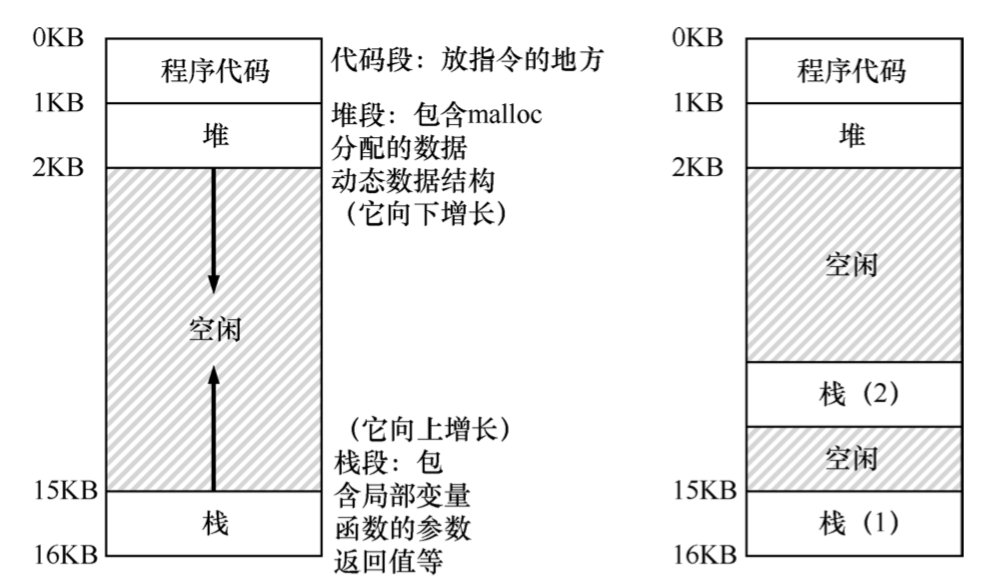 0KB
程序代码
代码段：放指令的地方
1KB
堆
堆段：包含malloc
分配的数据
动态数据结构
（它向下增长）
2KB
空闲
（它向上增长）
栈段：包
含局部变量
函数的参数
返回值等
15KB
栈
16KB
0KB
程序代码
1KB
堆
2KB
空闲
栈（2）
空闲
15KB
栈（1）
16KB